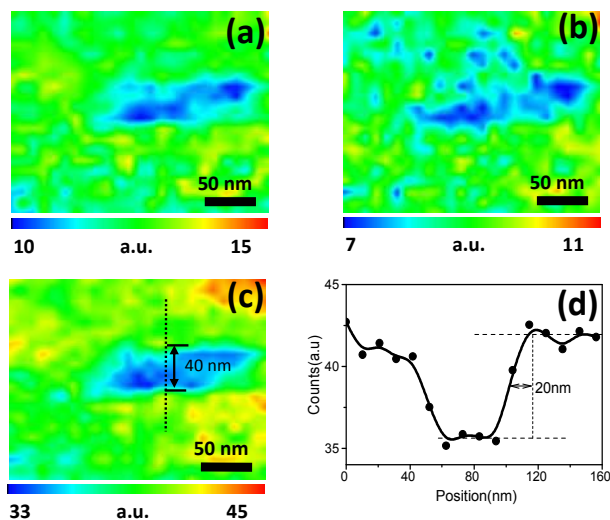 (a)
50 nm
10 a.u. 15
(b)
50 nm
7 a.u. 11
(c)
40 nm
50 nm
33 a.u. 45
(d)
45
40
35
Counts(a.u)
20nm
0 40 80 120 160
Position(nm)